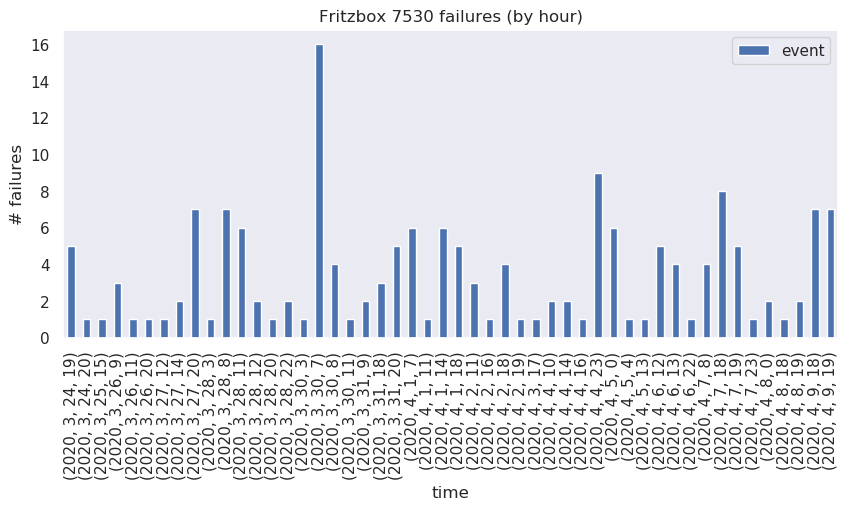 Fritzbox 7530 failures (by hour)
event
# failures
16
14
12
10
8
6
4
2
0
(2020, 3, 24, 19)
(2020, 3, 24, 20)
(2020, 3, 25, 15)
(2020, 3, 26, 9)
(2020, 3, 26, 11)
(2020, 3, 26, 20)
(2020, 3, 27, 12)
(2020, 3, 27, 14)
(2020, 3, 27, 20)
(2020, 3, 28, 3)
(2020, 3, 28, 8)
(2020, 3, 28, 11)
(2020, 3, 28, 12)
(2020, 3, 28, 20)
(2020, 3, 28, 22)
(2020, 3, 30, 3)
(2020, 3, 30, 7)
(2020, 3, 30, 8)
(2020, 3, 30, 11)
(2020, 3, 31, 9)
(2020, 3, 31, 18)
(2020, 3, 31, 20)
(2020, 4, 1, 7)
(2020, 4, 1, 11)
(2020, 4, 1, 14)
(2020, 4, 1, 18)
(2020, 4, 2, 11)
(2020, 4, 2, 16)
(2020, 4, 2, 18)
(2020, 4, 2, 19)
(2020, 4, 3, 17)
(2020, 4, 4, 10)
(2020, 4, 4, 14)
(2020, 4, 4, 16)
(2020, 4, 4, 23)
(2020, 4, 5, 0)
(2020, 4, 5, 4)
(2020, 4, 5, 13)
(2020, 4, 6, 12)
(2020, 4, 6, 13)
(2020, 4, 6, 22)
(2020, 4, 7, 8)
(2020, 4, 7, 18)
(2020, 4, 7, 19)
(2020, 4, 7, 23)
(2020, 4, 8, 0)
(2020, 4, 8, 18)
(2020, 4, 8, 19)
(2020, 4, 9, 18)
(2020, 4, 9, 19)
time